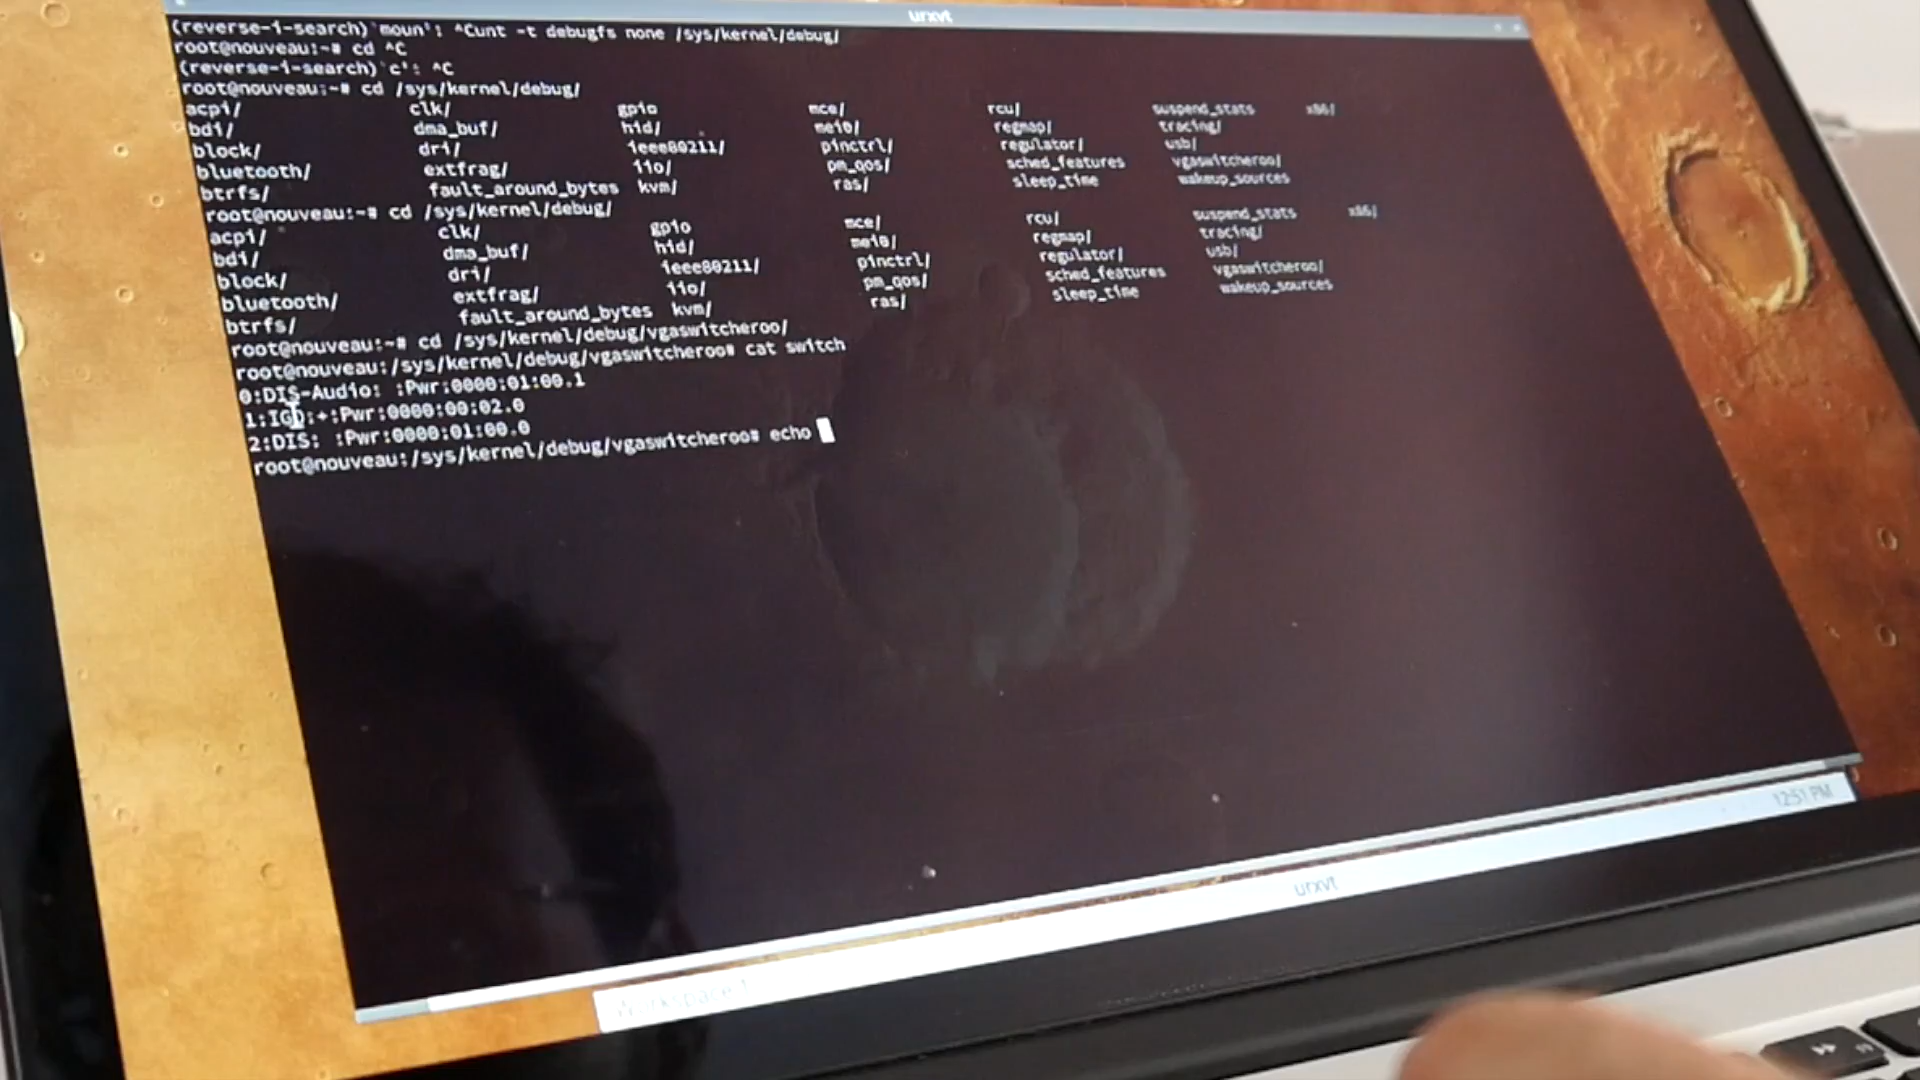 urxvt
(reverse-i-search)`moun': ^Cunt -t debugfs none /sys/kernel/debug/
root@nouveau:~# cd ^C
(reverse-i-search)`c': ^C
root@nouveau:~# cd /sys/kernel/debug/
acpi/ clk/ gpio mce/ rcu/ suspend_stats x86/
bdi/ dma_buf/ hid/ mei0/ regmap/ tracing/
block/ dri/ ieee80211/ pinctrl/ regulator/ usb/
bluetooth/ extfrag/ iio/ pm_qos/ sched_features vgaswitcheroo/
btrfs/ fault_around_bytes kvm/ ras/ sleep_time wakeup_sources
root@nouveau:~# cd /sys/kernel/debug/
acpi/ clk/ gpio mce/ rcu/ suspend_stats x86/
bdi/ dma_buf/ hid/ mei0/ regmap/ tracing/
block/ dri/ ieee80211/ pinctrl/ regulator/ usb/
bluetooth/ extfrag/ iio/ pm_qos/ sched_features vgaswitcheroo/
btrfs/ fault_around_bytes kvm/ ras/ sleep_time wakeup_sources
root@nouveau:~# cd /sys/kernel/debug/vgaswitcheroo/
root@nouveau:/sys/kernel/debug/vgaswitcheroo# cat switch
0:DIS-Audio: :Pwr:0000:01:00.1
1:IGD:+:Pwr:0000:00:02.0
2:DIS: :Pwr:0000:01:00.0
root@nouveau:/sys/kernel/debug/vgaswitcheroo# echo
12:51 PM
urxvt
Workspace 1